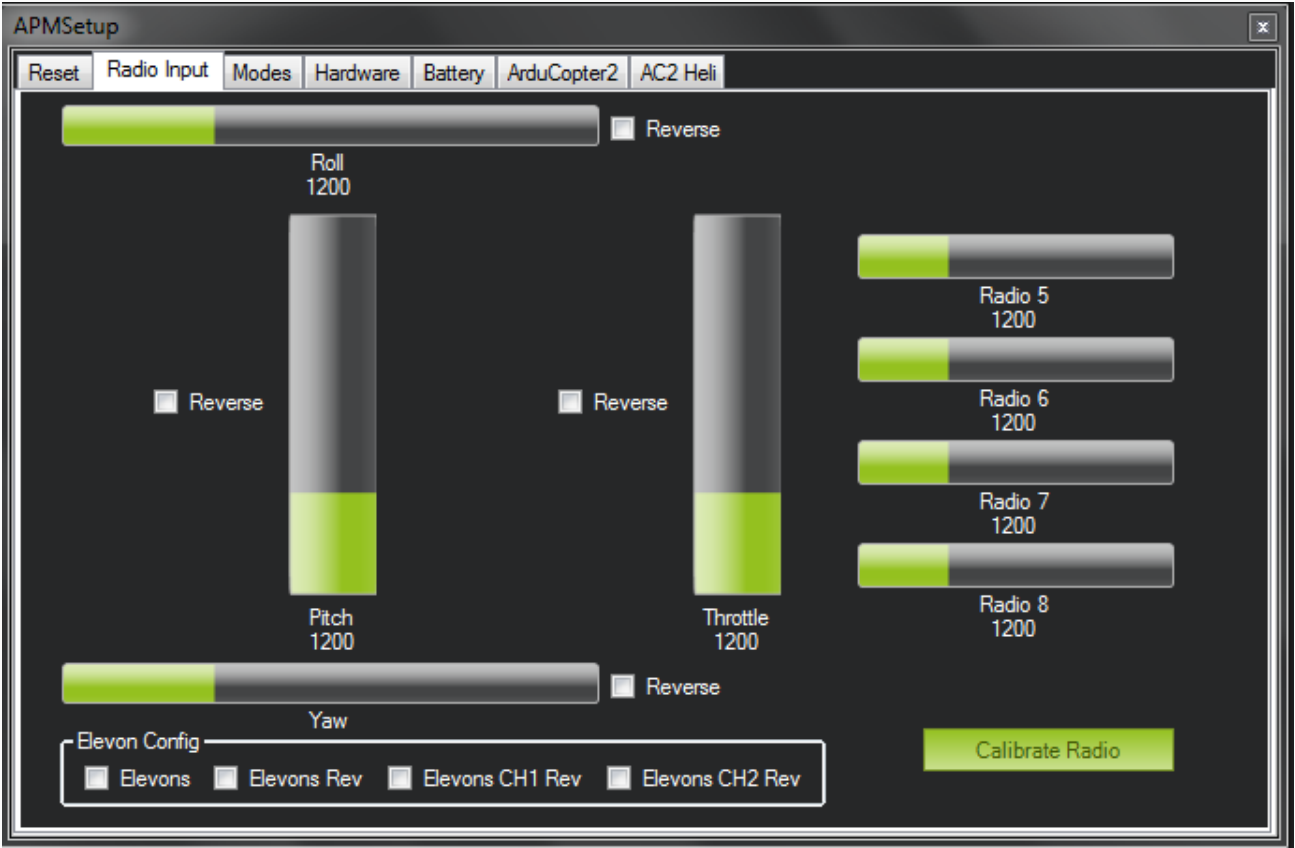 APMSetup
x
Reset Radio Input Modes Hardware Battery ArduCopter2 AC2 Heli
Reverse
Roll
1200
Radio 5
1200
Radio 6
1200
Reverse
Reverse
Radio 7
1200
Radio 8
1200
Pitch
1200
Throttle
1200
Reverse
Yaw
Elevon Config
Elevons Elevons Rev Elevons CH1 Rev Elevons CH2 Rev
Calibrate Radio